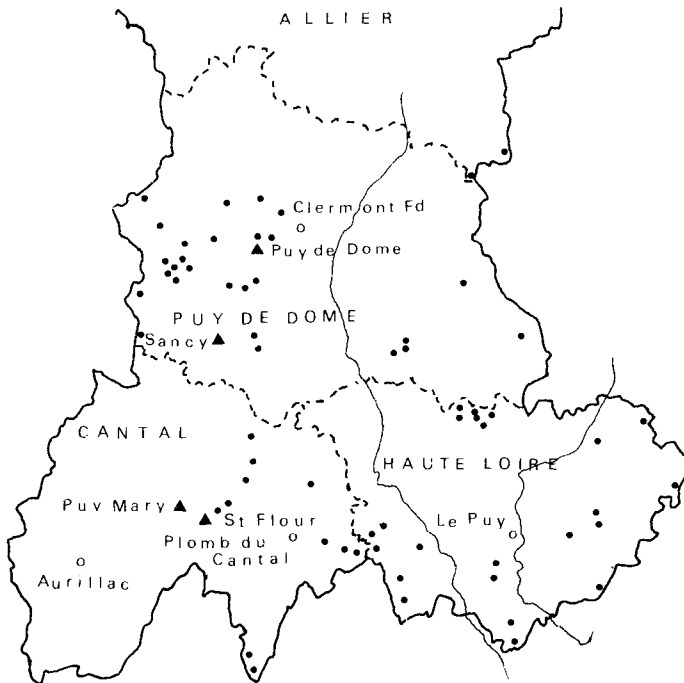 ALLIER
Clermont Fd
Puy de Dome
PUY DE DOME
Sancy
CANTAL
HAUTE LOIRE
Puy Mary
St Flour
Le Puy
Plomb du
Cantal
Aurillac